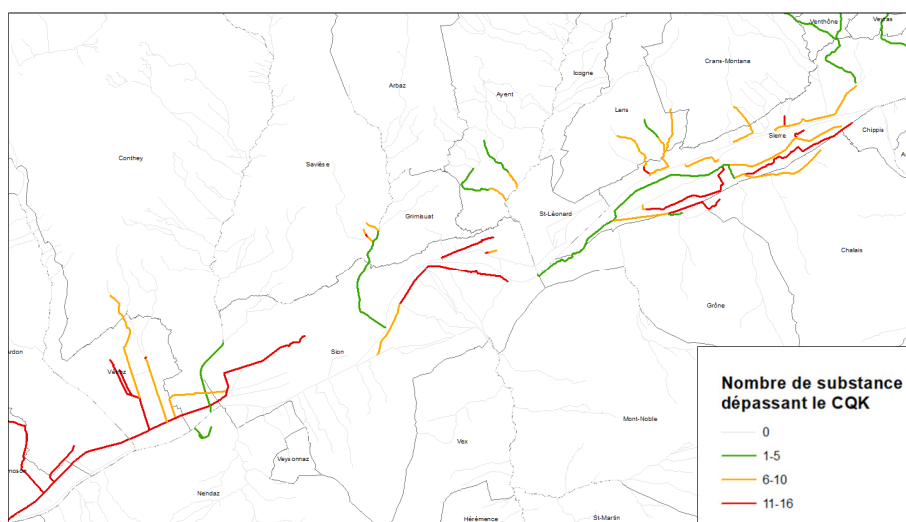 Venthône
Veyras
Crans-Montana
Icogne
Arbaz
Ayent
Lens
Sierre
Chippis
Conthey
Savièse
Grimisuat
St-Léonard
Chalais
Grône
Sion
Mont-Noble
Vex
Veysonnaz
Nendaz
Hérémence
St-Martin
Nombre de substance
dépassant le CQK
0
1-5
6-10
11-16